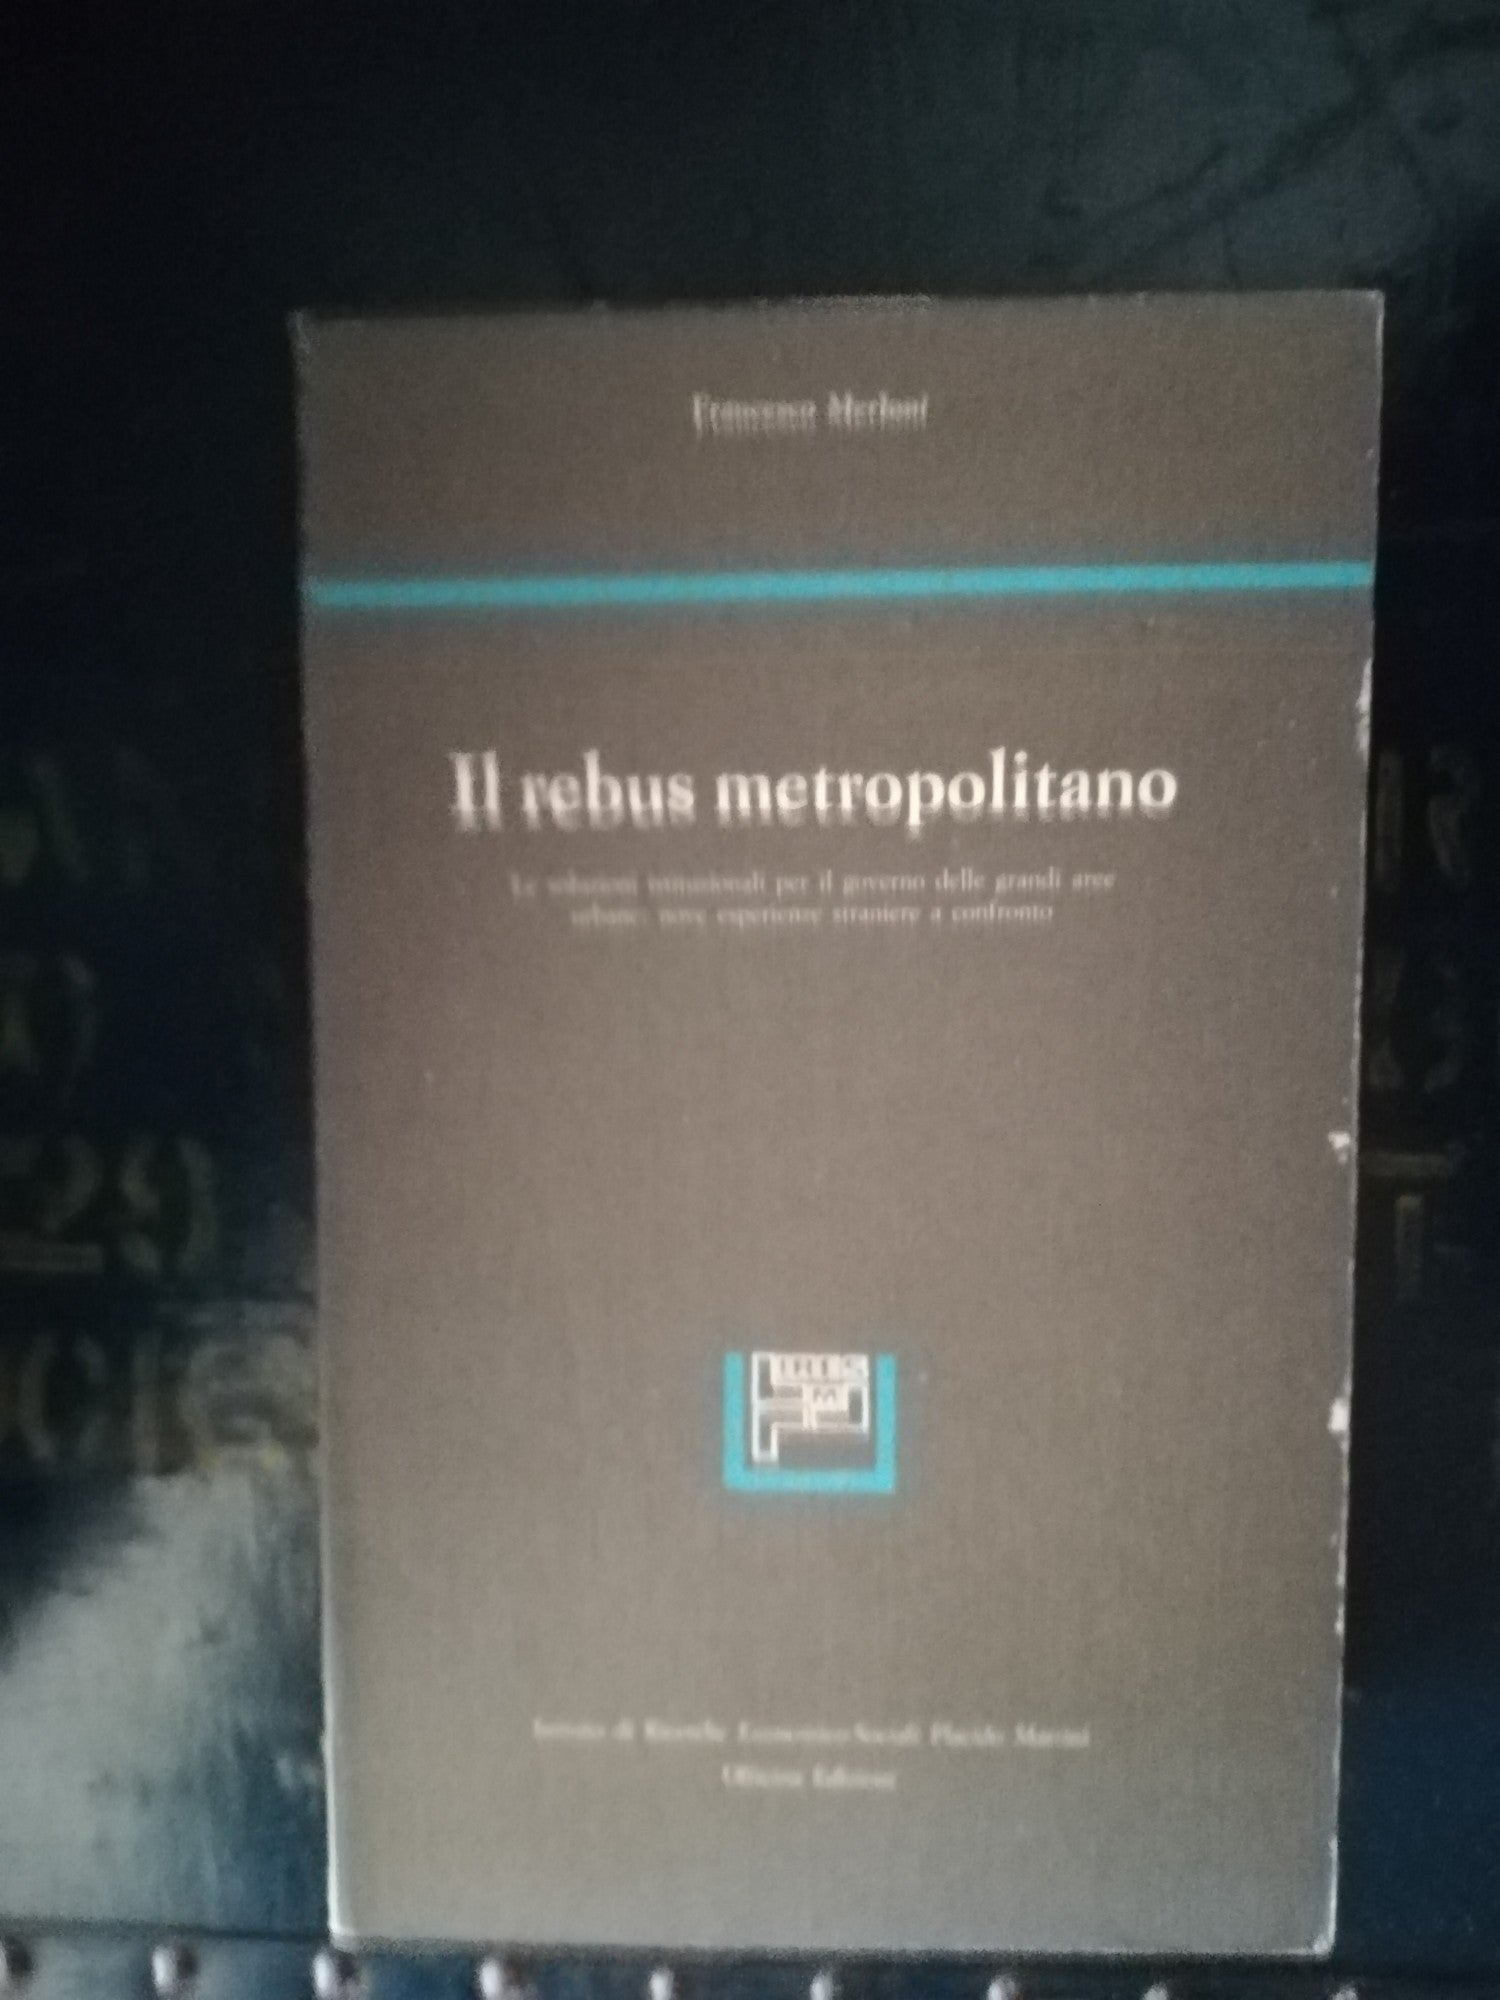 Francesco Merloni
Il rebus metropolitano
Le soluzioni istituzionali per il governo delle grandi aree
urbane: nove esperienze straniere a confronto
IRES
Istituto di Ricerche Economico-Sociali Placido Martini
Officina Edizioni